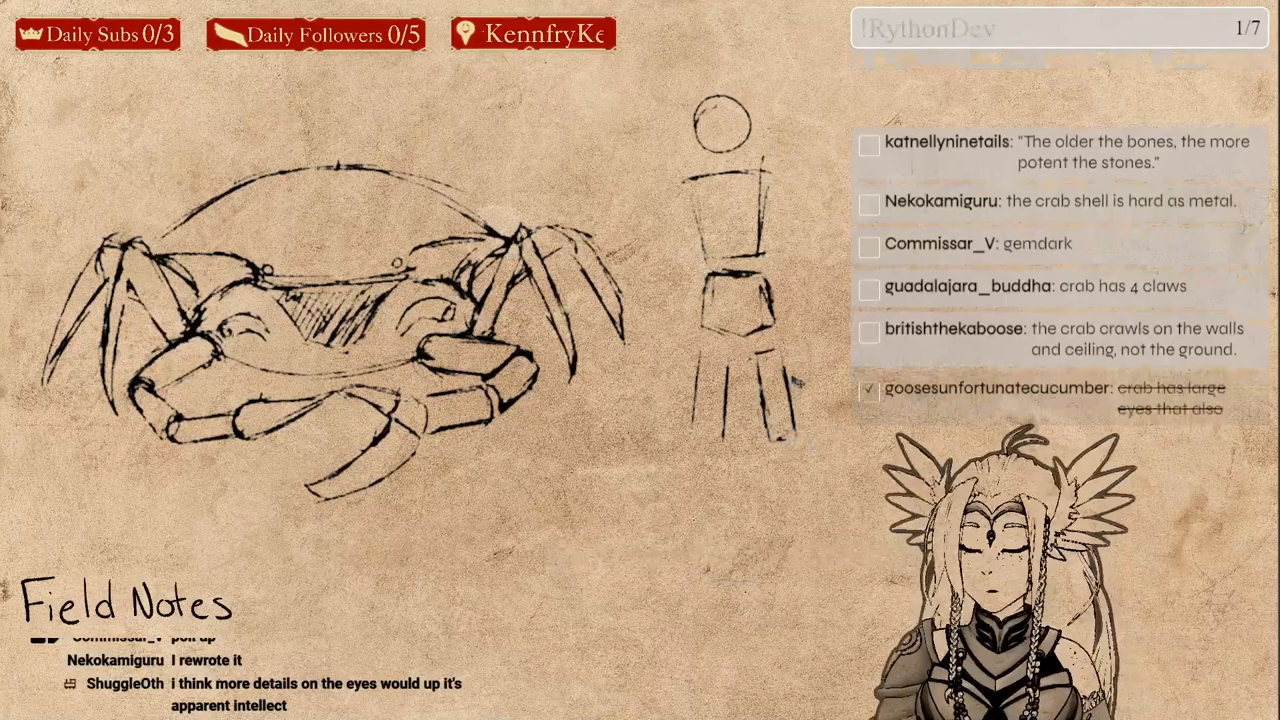 Daily Subs 0/3
Daily Followers 0/5
KennfryKe
!RythonDev
1/7
katnellyninetails: "The older the bones, the more
potent the stones."
Nekokamiguru: the crab shell is hard as metal.
Commissar_V: gemdark
guadalajara_buddha: crab has 4 claws
britishthekaboose: the crab crawls on the walls
and ceiling, not the ground.
goosesunfortunatecucumber: crab has large
eyes that also
Field Notes
Commissar_V poll up
Nekokamiguru I rewrote it
ShuggleOth i think more details on the eyes would up it's
apparent intellect